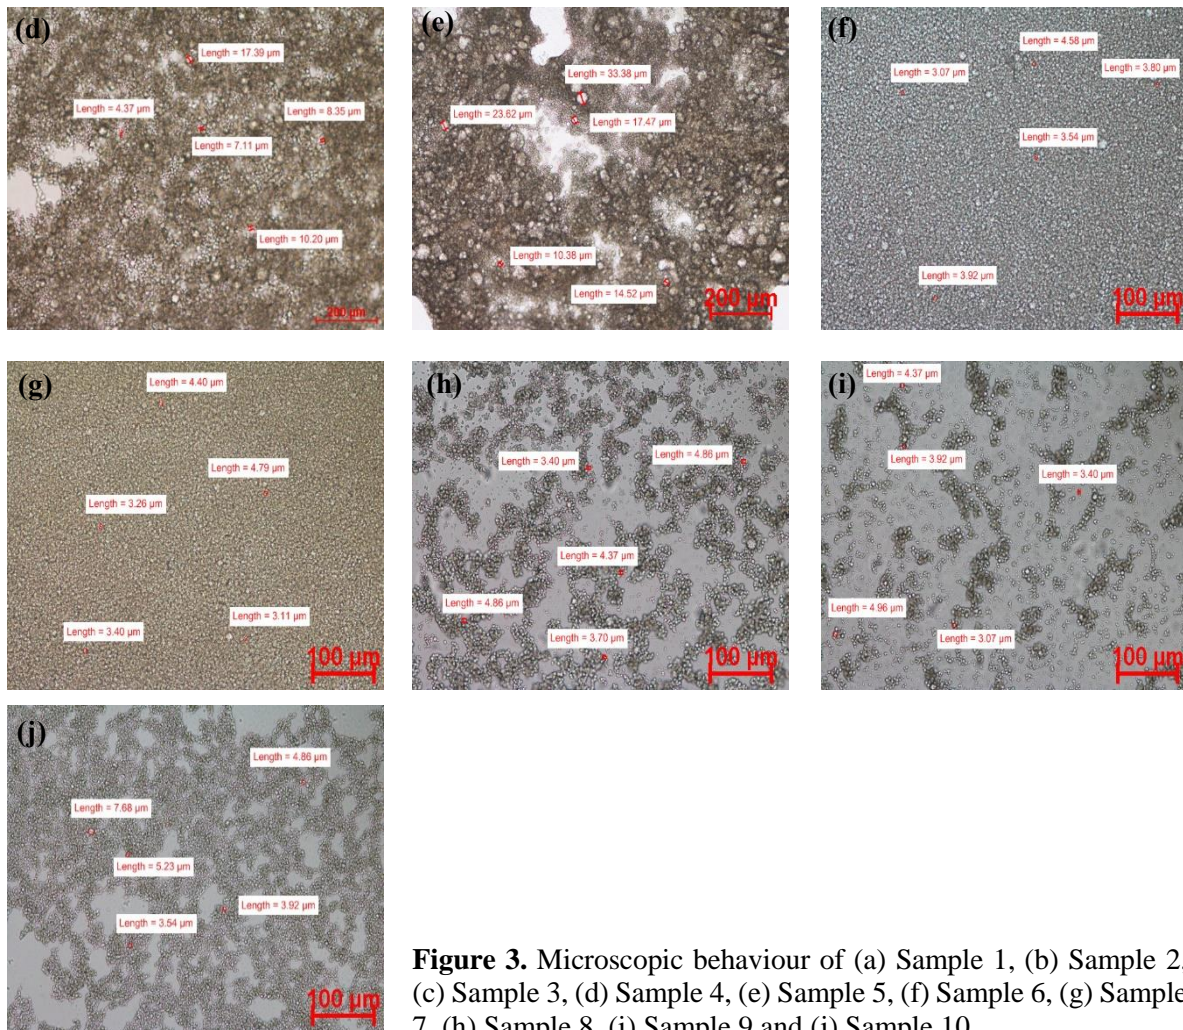 (d)
Length = 17.39 µm
Length = 4.37 µm
Length = 8.35 µm
Length = 7.11 µm
Length = 10.20 µm
200 µm
(e)
Length = 33.38 µm
Length = 23.62 µm
Length = 17.47 µm
Length = 10.38 µm
Length = 14.52 µm
200 µm
(f)
Length = 4.58 µm
Length = 3.07 µm
Length = 3.80 µm
Length = 3.54 µm
Length = 3.92 µm
100 µm
(g)
Length = 4.40 µm
Length = 4.79 µm
Length = 3.26 µm
Length = 3.11 µm
Length = 3.40 µm
100 µm
(h)
Length = 3.40 µm
Length = 4.86 µm
Length = 4.37 µm
Length = 4.86 µm
Length = 3.70 µm
100 µm
(i)
Length = 4.37 µm
Length = 3.92 µm
Length = 3.40 µm
Length = 4.96 µm
Length = 3.07 µm
100 µm
(j)
Length = 4.86 µm
Length = 7.68 µm
Length = 5.23 µm
Length = 3.92 µm
Length = 3.54 µm
100 µm
Figure 3. Microscopic behaviour of (a) Sample 1, (b) Sample 2,
(c) Sample 3, (d) Sample 4, (e) Sample 5, (f) Sample 6, (g) Sample
7, (h) Sample 8, (i) Sample 9 and (j) Sample 10